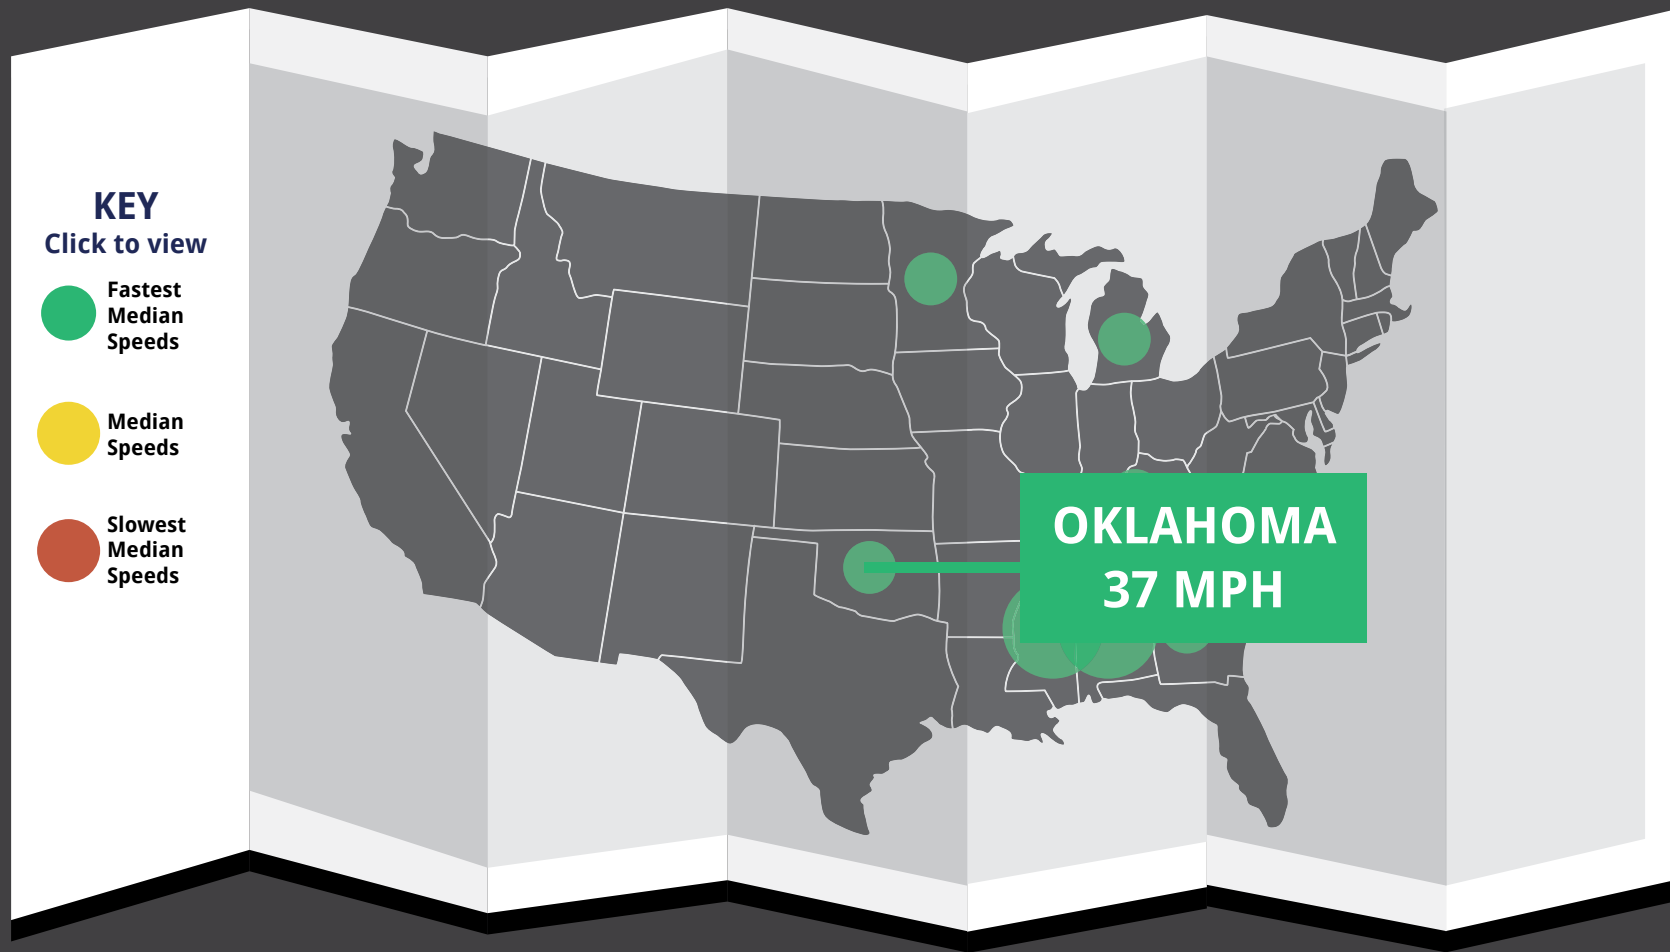 KEY
Click to view
Fastest
Median
Speeds
Median
Speeds
Slowest
Median
Speeds
OKLAHOMA
37 MPH